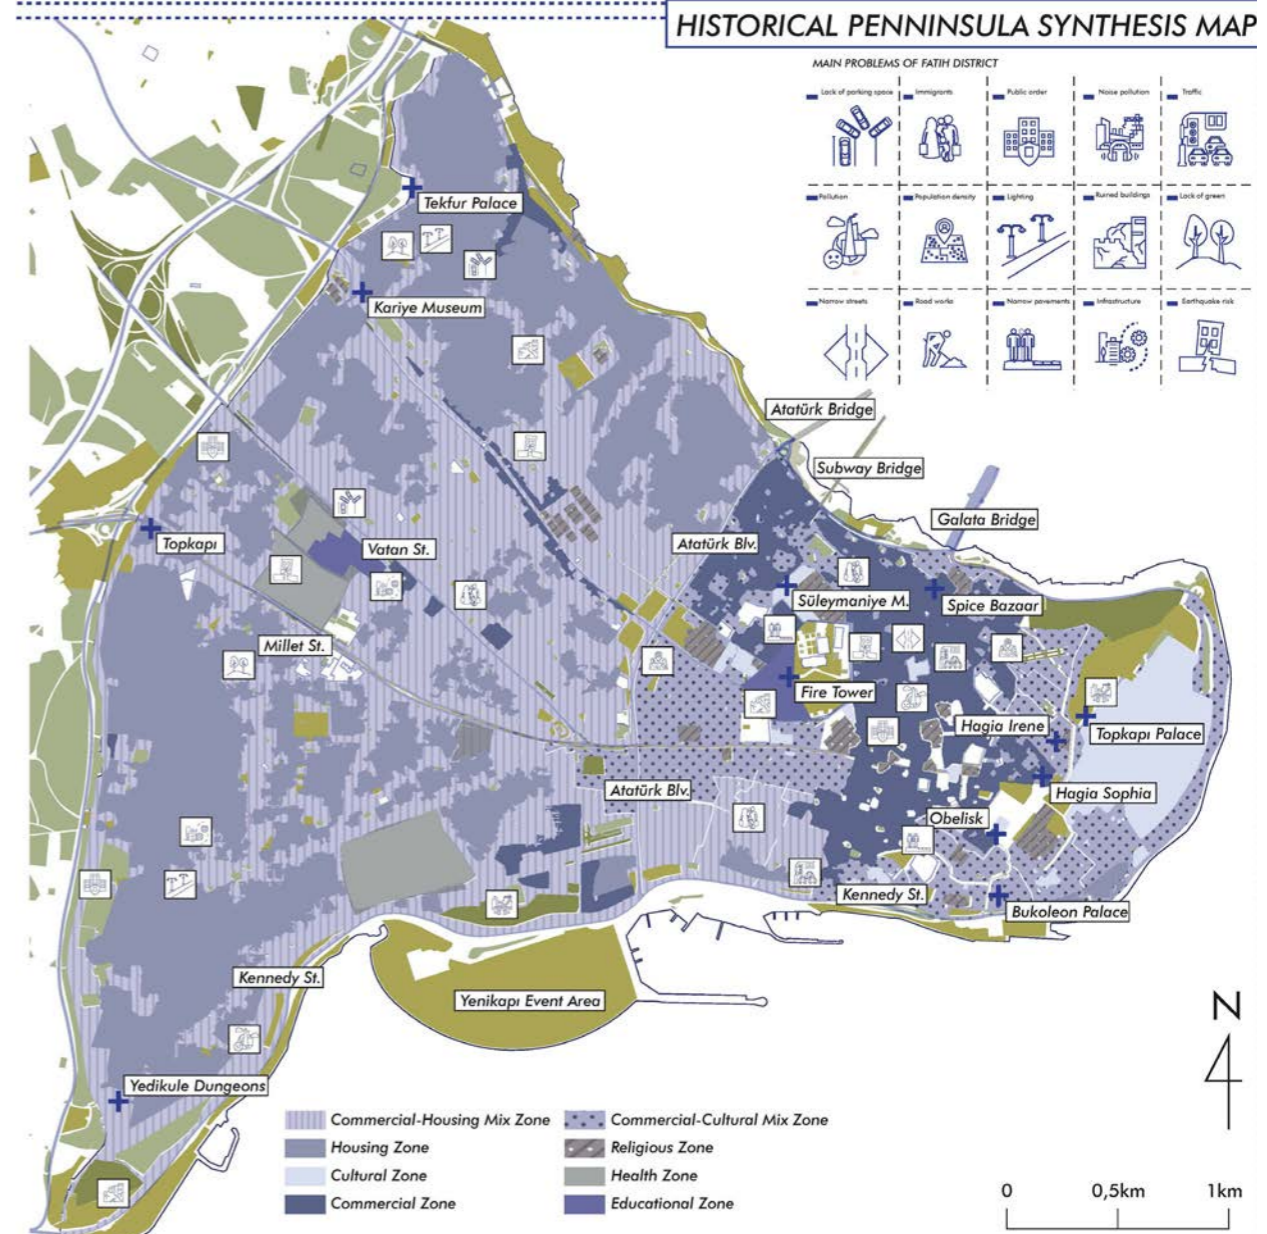 HISTORICAL PENNINSULA SYNTHESIS MAP
MAIN PROBLEMS OF FATIH DISTRICT
Lack of parking space
Immigrants
Public order
Noise pollution
Traffic
Pollution
Population density
Lighting
Ruined buildings
Lack of green
Narrow streets
Road works
Narrow pavements
Infrastructure
Earthquake risk
Tekfur Palace
Kariye Museum
Atatürk Bridge
Subway Bridge
Galata Bridge
Topkapı
Vatan St.
Atatürk Blv.
Süleymaniye M.
Spice Bazaar
Millet St.
Fire Tower
Hagia Irene
Topkapı Palace
Atatürk Blv.
Hagia Sophia
Obelisk
Kennedy St.
Bukoleon Palace
Kennedy St.
Yenikapı Event Area
Yedikule Dungeons
N
Commercial-Housing Mix Zone
Housing Zone
Cultural Zone
Commercial Zone
Commercial-Cultural Mix Zone
Religious Zone
Health Zone
Educational Zone
0 0,5km 1km